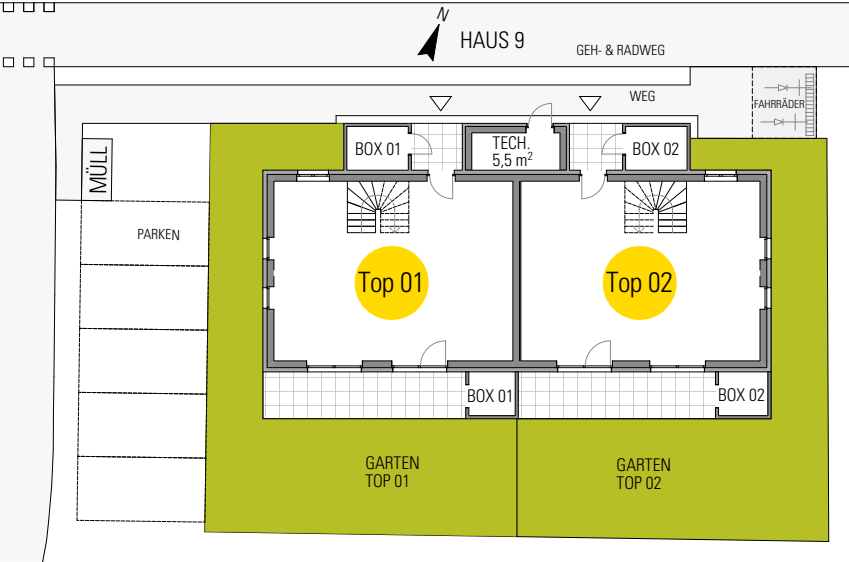 N
HAUS 9
GEH- & RADWEG
WEG
FAHRRÄDER
MÜLL
BOX 01
TECH.
5,5 m²
BOX 02
PARKEN
Top 01
Top 02
BOX 01
BOX 02
GARTEN
TOP 01
GARTEN
TOP 02